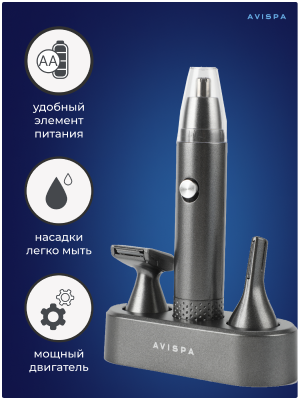 AVISPA
AA
удобный
элемент
питания
насадки
легко мыть
мощный
двигатель
AVISPA